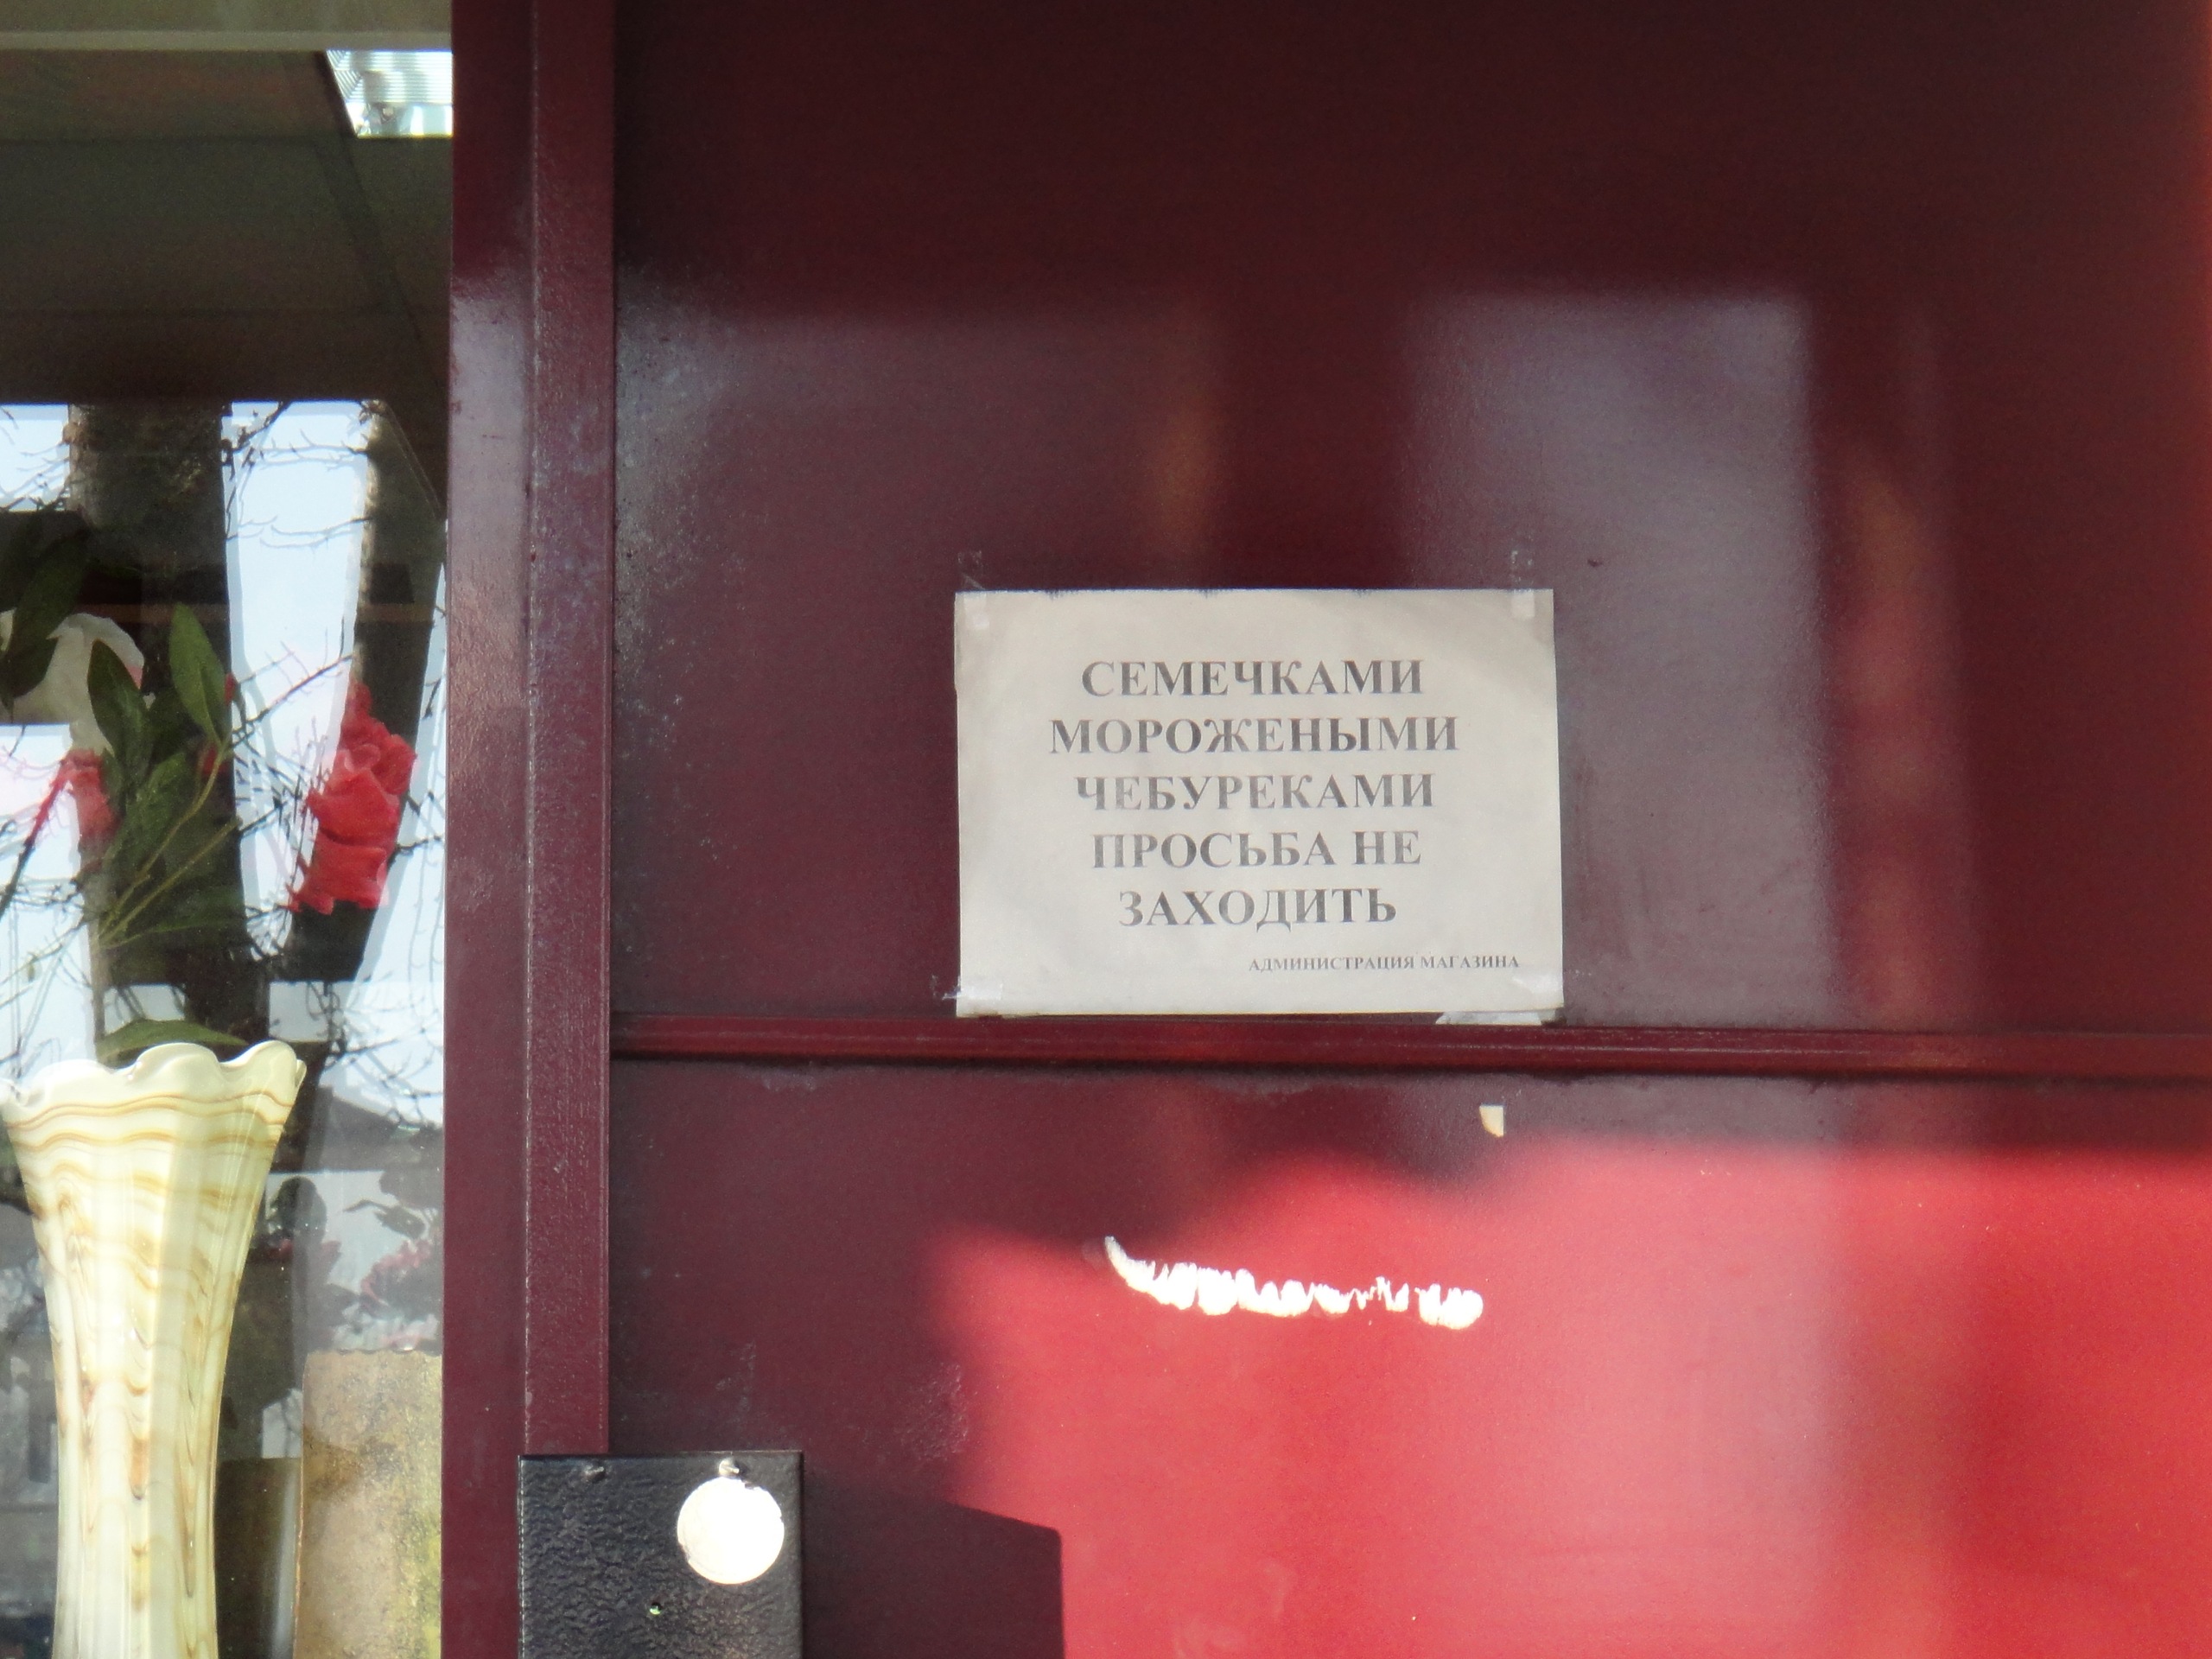 СЕМЕЧКАМИ
МОРОЖЕНЫМИ
ЧЕБУРЕКАМИ
ПРОСЬБА НЕ
ЗАХОДИТЬ
АДМИНИСТРАЦИЯ МАГАЗИНА